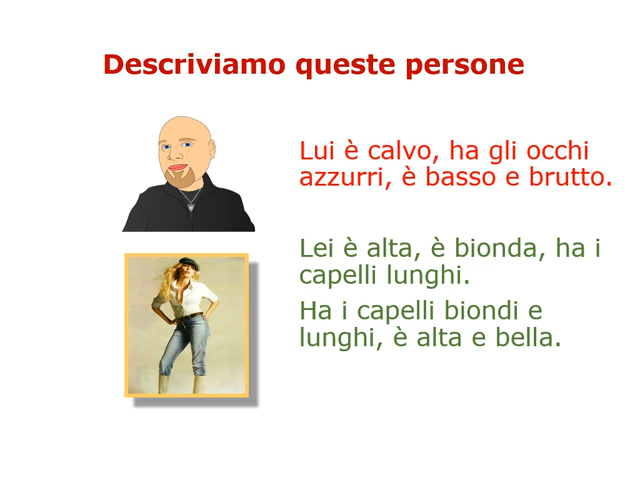 Descriviamo queste persone
Lui è calvo, ha gli occhi
azzurri, è basso e brutto.
Lei è alta, è bionda, ha i
capelli lunghi.
Ha i capelli biondi e
lunghi, è alta e bella.